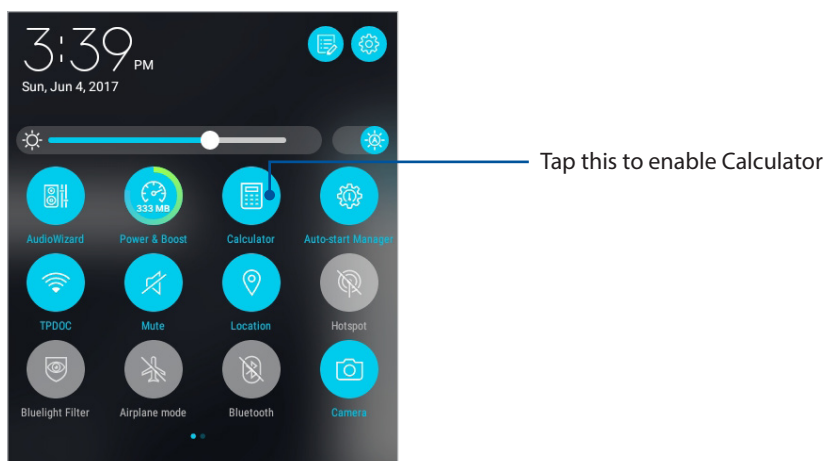 3:39 PM
Sun, Jun 4, 2017
Tap this to enable Calculator
333 MB
AudioWizard Power & Boost Calculator Auto-start Manager
TPDOC Mute Location Hotspot
Bluelight Filter Airplane mode Bluetooth Camera